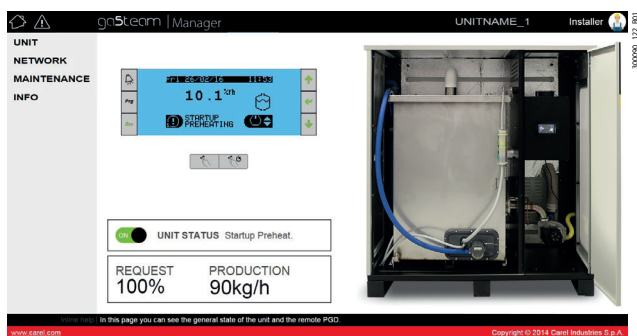 gaSteam | Manager
UNITNAME_1
Installer
UNIT
NETWORK
MAINTENANCE
INFO
Fri 26/02/16 11:53
10.1%rh
Prg
Esc
STARTUP
PREHEATING
ON
UNIT STATUS Startup Preheat.
REQUEST
PRODUCTION
100%
90kg/h
inline help | In this page you can see the general state of the unit and the remote PGD.
www.carel.com
Copyright © 2014 Carel Industries S.p.A.